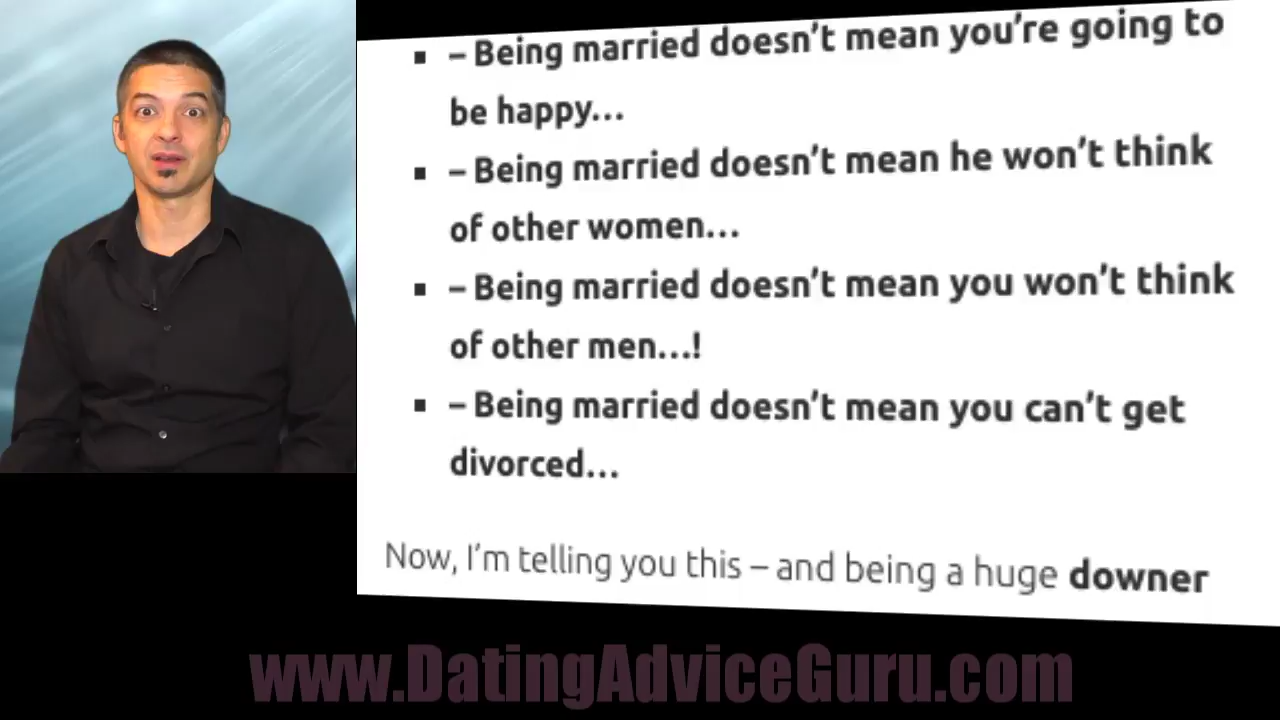 – Being married doesn’t mean you’re going to
be happy…
– Being married doesn’t mean he won’t think
of other women…
– Being married doesn’t mean you won’t think
of other men…!
– Being married doesn’t mean you can’t get
divorced…
Now, I’m telling you this – and being a huge downer
www.DatingAdviceGuru.com